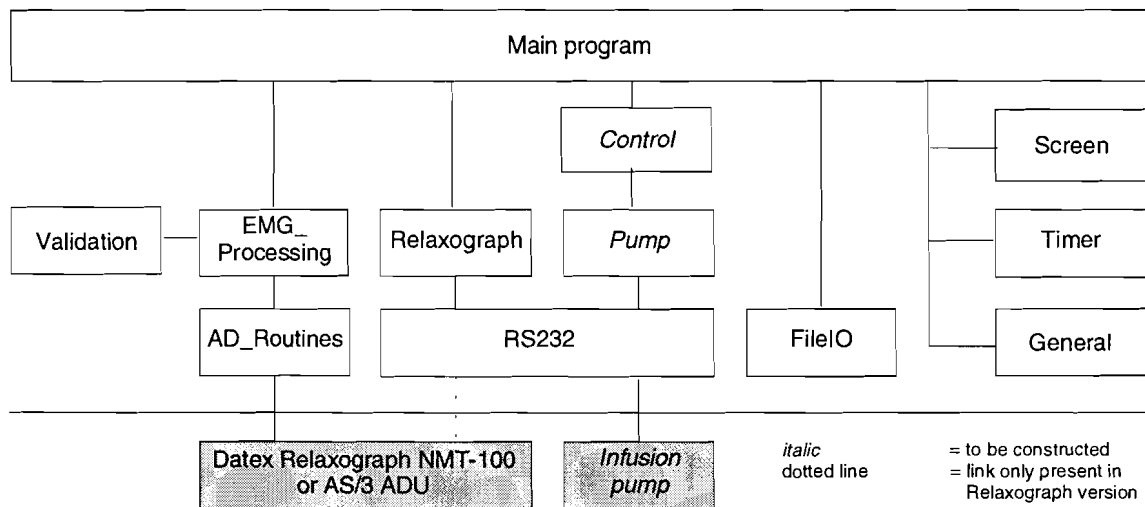 Main program
Control
Screen
Validation
EMG_
Processing
Relaxograph
Pump
Timer
AD_Routines
RS232
FileIO
General
Datex Relaxograph NMT-100
or AS/3 ADU
Infusion
pump
italic = to be constructed
dotted line = link only present in
Relaxograph version